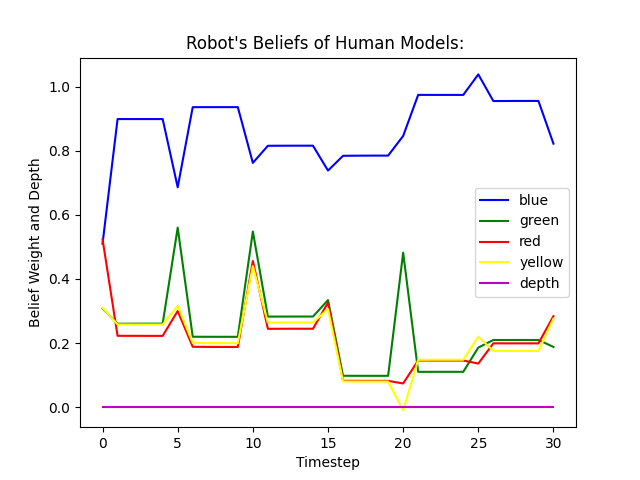 Robot's Beliefs of Human Models:
Belief Weight and Depth
1.0
0.8
0.6
0.4
0.2
0.0
blue
green
red
yellow
depth
0 5 10 15 20 25 30
Timestep